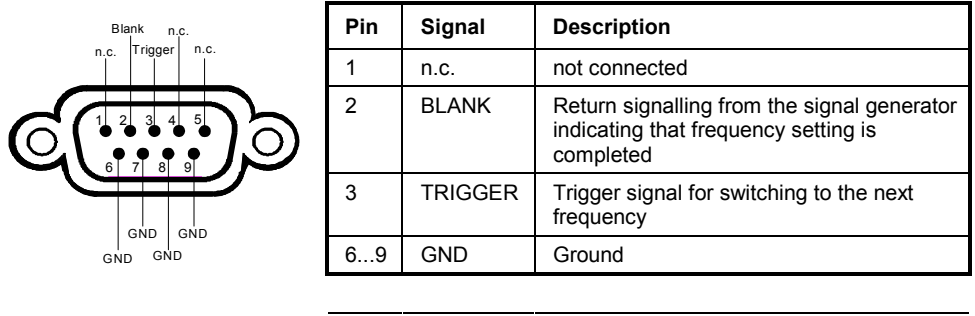 Blank
n.c.
n.c.
Trigger
n.c.
1 2 3 4 5
6 7 8 9
GND
GND
GND
GND
Pin Signal Description
1 n.c. not connected
2 BLANK Return signalling from the signal generator
indicating that frequency setting is
completed
3 TRIGGER Trigger signal for switching to the next
frequency
6...9 GND Ground